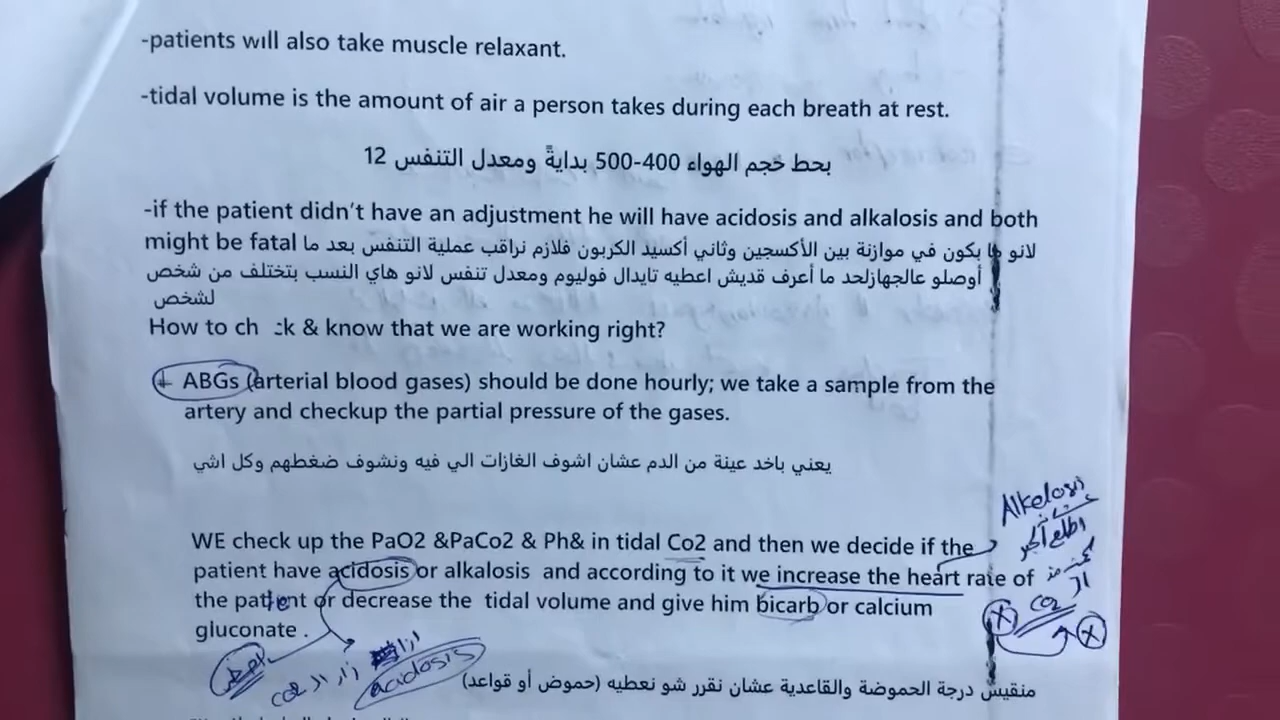 -patients will also take muscle relaxant.
-tidal volume is the amount of air a person takes during each breath at rest.
بحط حجم الهواء 400-500 بدايةً ومعدل التنفس 12
-if the patient didn't have an adjustment he will have acidosis and alkalosis and both
might be fatal لانو ما بكون في موازنة بين الأكسجين وثاني أكسيد الكربون فلازم نراقب عملية التنفس بعد ما
أوصلو عالجهازلحد ما أعرف قديش اعطيه تايدال فوليوم ومعدل تنفس لانو هاي النسب بتختلف من شخص
لشخص
How to ch ck & know that we are working right?
ABGs (arterial blood gases) should be done hourly; we take a sample from the
artery and checkup the partial pressure of the gases.
يعني باخد عينة من الدم عشان اشوف الغازات الي فيه ونشوف ضغطهم وكل اشي
Alkelosis
WE check up the PaO2 &PaCo2 & Ph& in tidal Co2 and then we decide if the
patient have acidosis or alkalosis and according to it we increase the heart rate of
the patient or decrease the tidal volume and give him bicarb or calcium
co2
gluconate .
زاد ال co2
acidosis
منقيس درجة الحموضة والقاعدية عشان نقرر شو نعطيه (حموض أو قواعد)